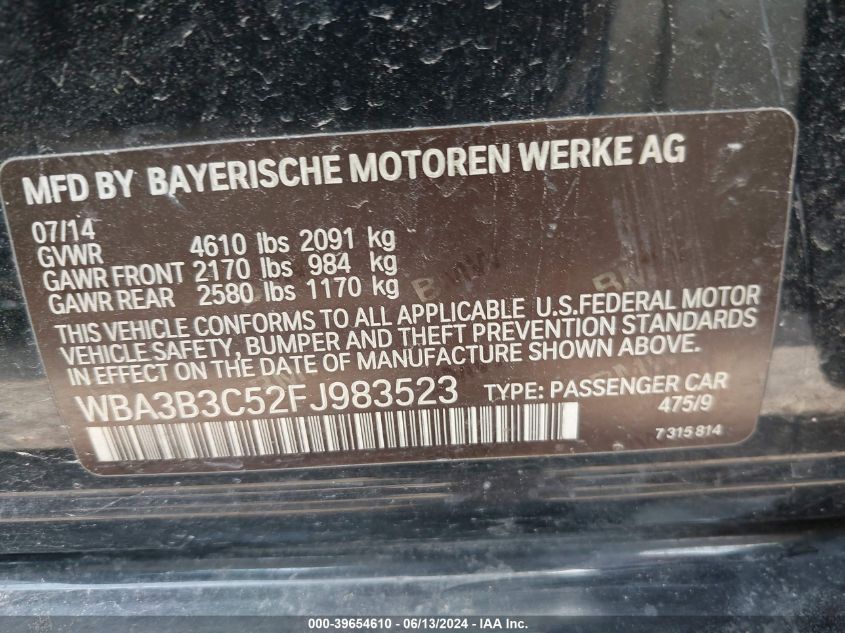 MFD BY BAYERISCHE MOTOREN WERKE AG
07/14
GVWR 4610 lbs 2091 kg
GAWR FRONT 2170 lbs 984 kg
GAWR REAR 2580 lbs 1170 kg
THIS VEHICLE CONFORMS TO ALL APPLICABLE U.S.FEDERAL MOTOR
VEHICLE SAFETY, BUMPER AND THEFT PREVENTION STANDARDS
IN EFFECT ON THE DATE OF MANUFACTURE SHOWN ABOVE.
WBA3B3C52FJ983523 TYPE: PASSENGER CAR
475/9
7 315 814
000-39654610 - 06/13/2024 - IAA Inc.